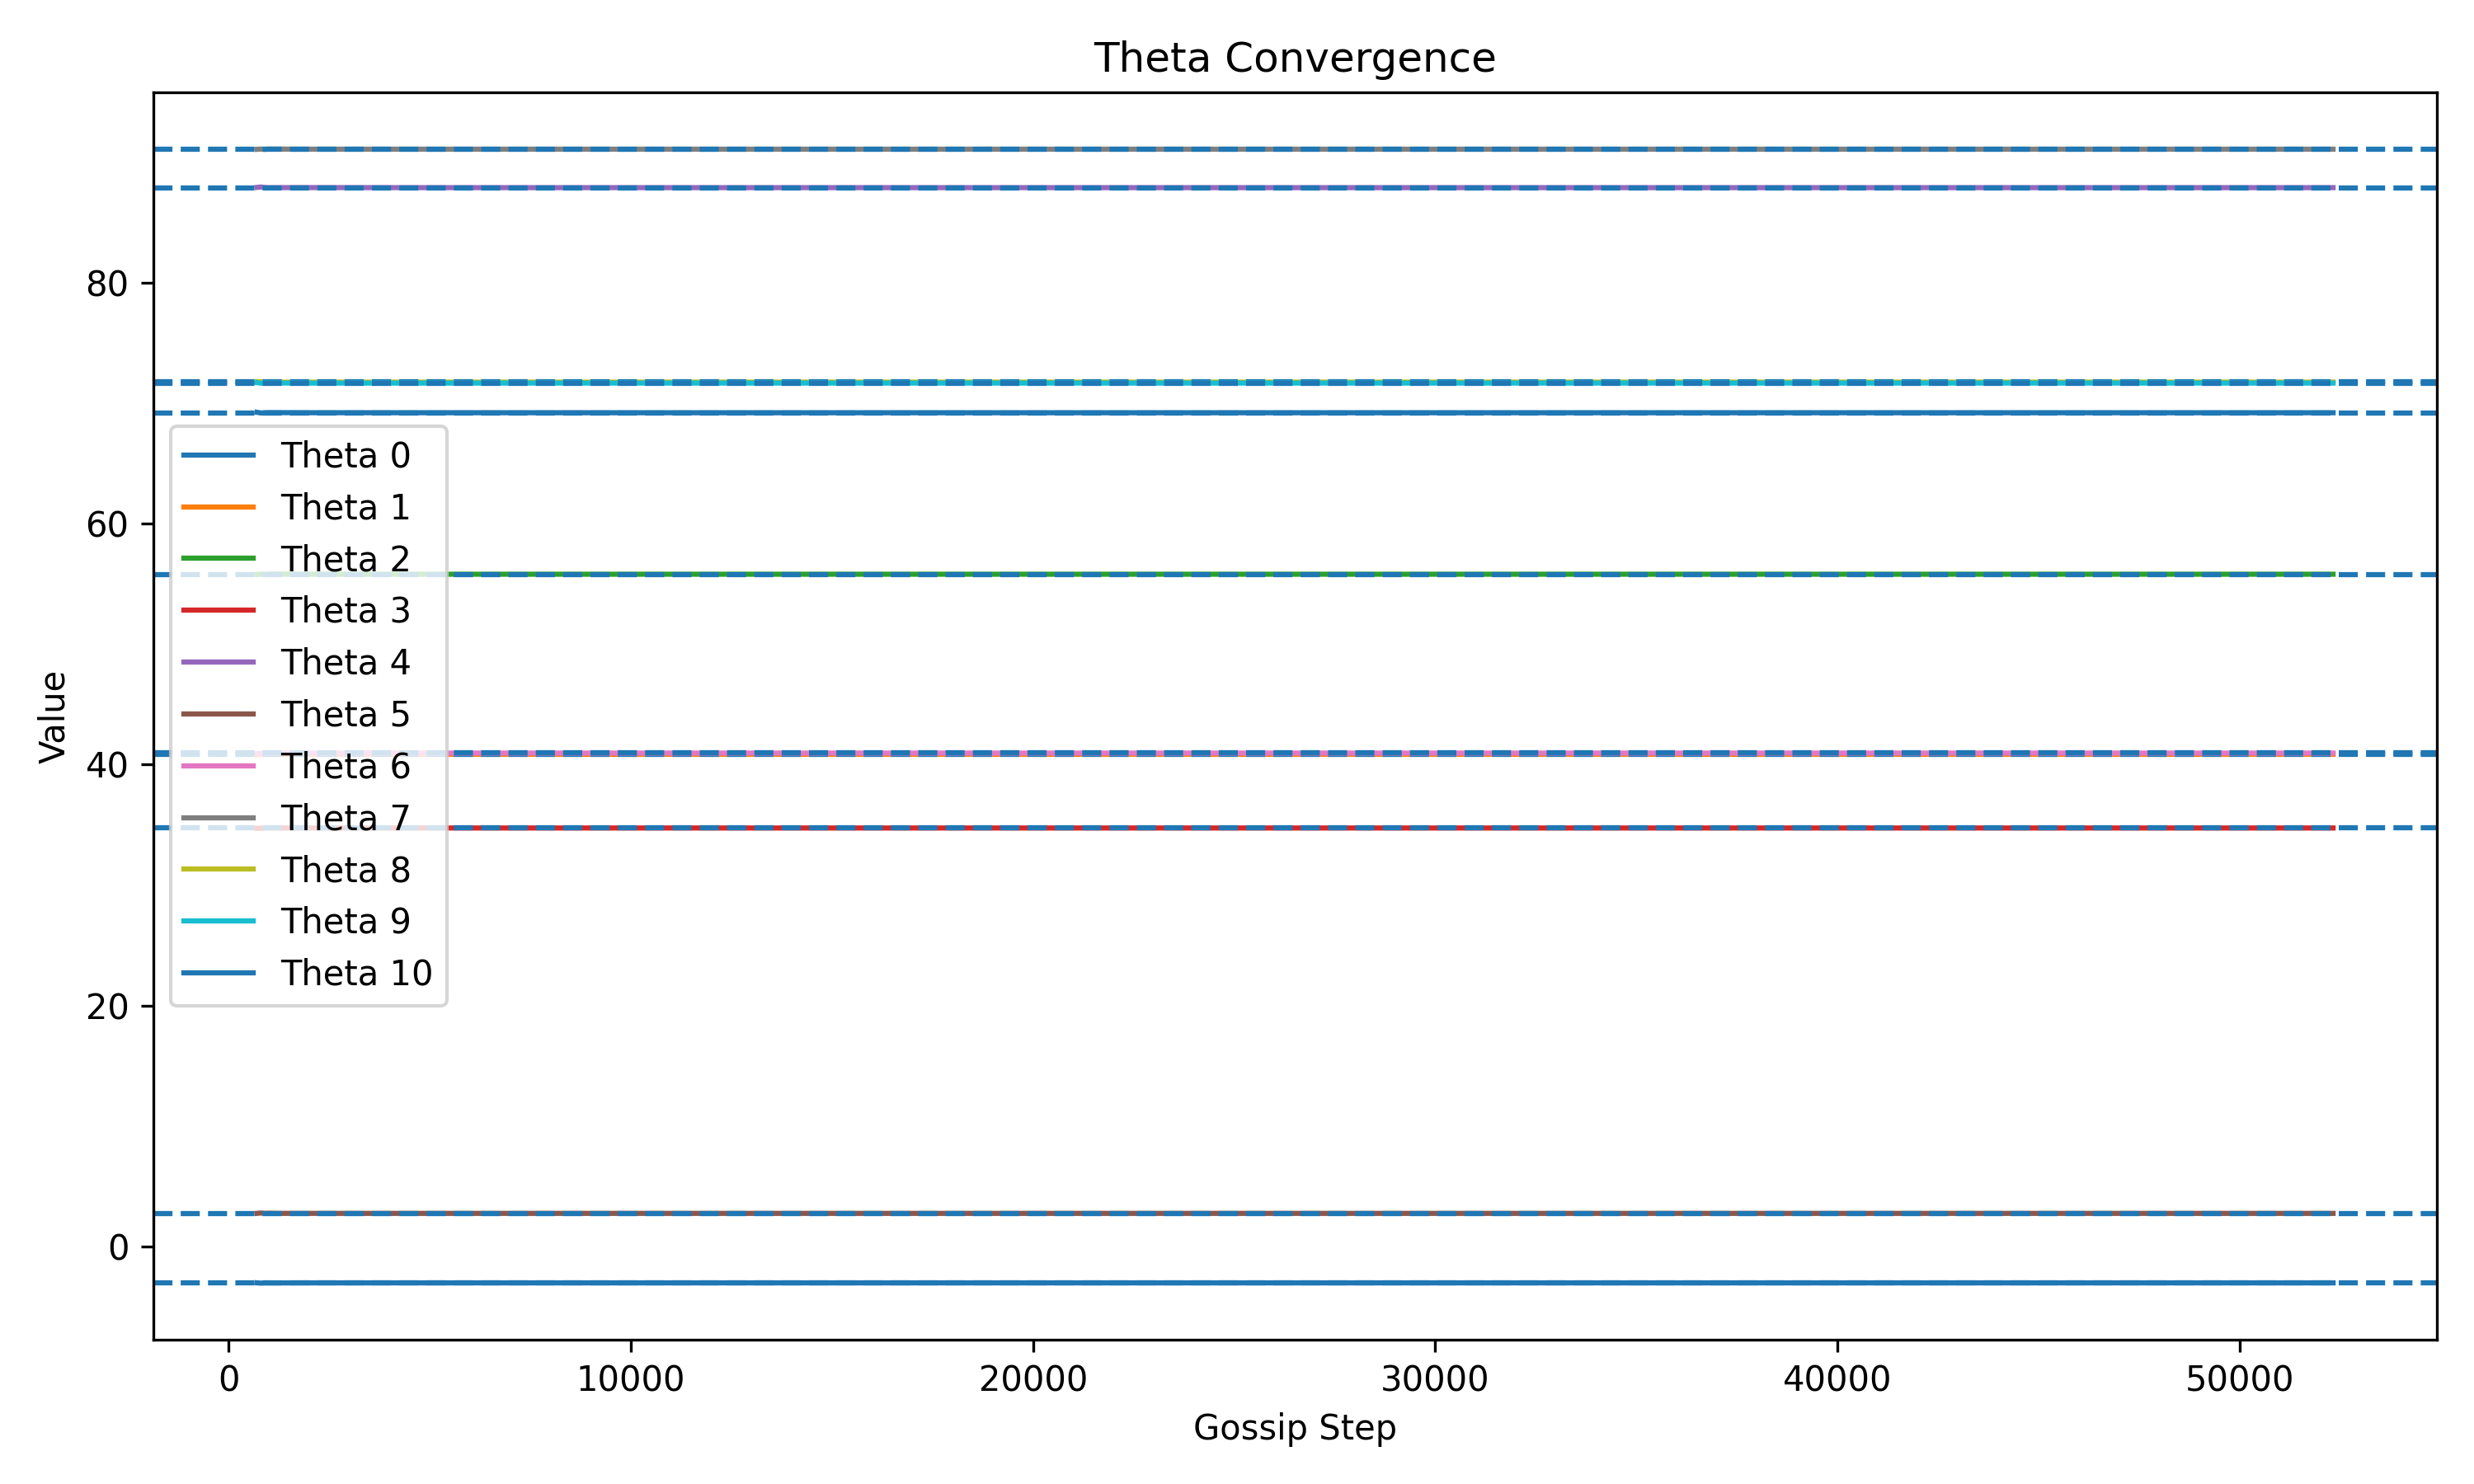 Theta Convergence
Value
80
60
40
20
0
Theta 0
Theta 1
Theta 2
Theta 3
Theta 4
Theta 5
Theta 6
Theta 7
Theta 8
Theta 9
Theta 10
0 10000 20000 30000 40000 50000
Gossip Step